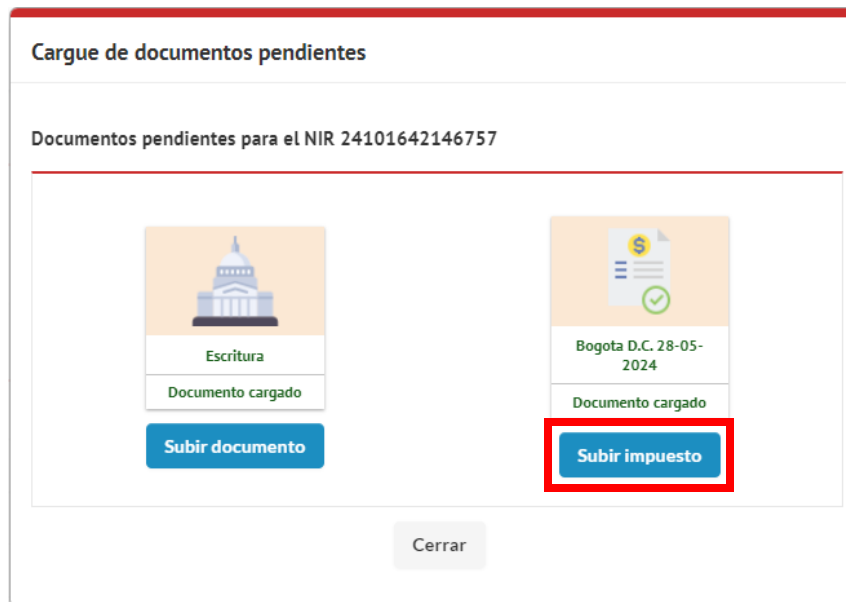 Cargue de documentos pendientes
Documentos pendientes para el NIR 24101642146757
Escritura
Documento cargado
Subir documento
$
Bogota D.C. 28-05-
2024
Documento cargado
Subir impuesto
Cerrar